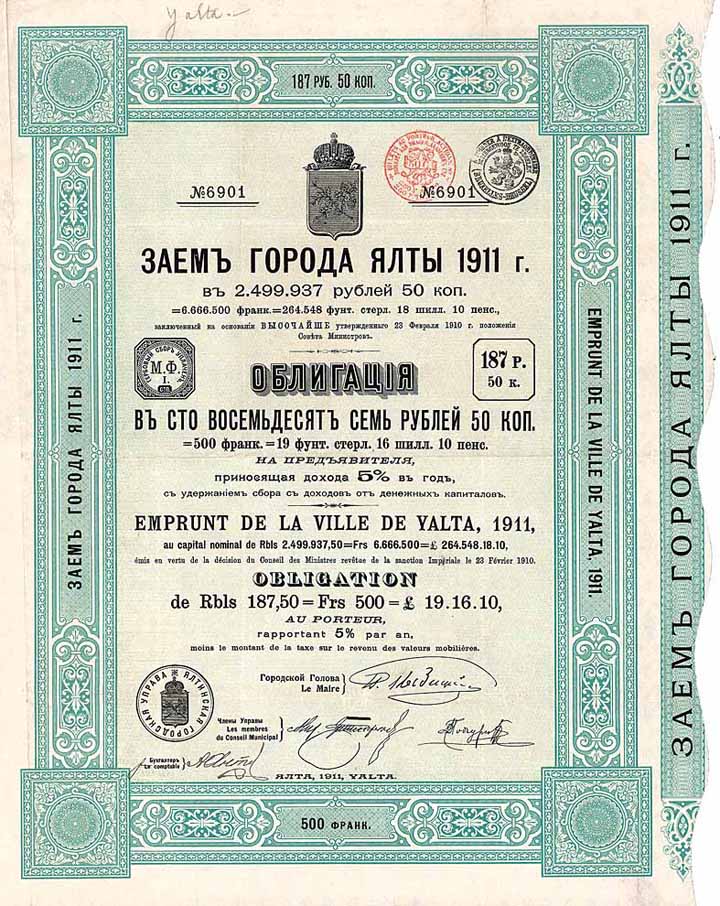 Yalta
187 РУБ. 50 КОП.
№6901
№6901
ЗАЕМЪ ГОРОДА ЯЛТЫ 1911 г.
въ 2.499.937 рублей 50 коп.
=6.666.500 франк.=264.548 фунт. стерл. 18 шилл. 10 пенс.,
заключенный на основаніи ВЫСОЧАЙШЕ утвержденнаго 23 Февраля 1910 г. положенія
Совѣта Министровъ.
М.Ф.
I.
187 Р.
50 к.
ОБЛИГАЦІЯ
ВЪ СТО ВОСЕМЬДЕСЯТЪ СЕМЬ РУБЛЕЙ 50 КОП.
=500 франк.=19 фунт. стерл. 16 шилл. 10 пенс.
НА ПРЕДЪЯВИТЕЛЯ,
приносящая дохода 5% въ годъ,
съ удержаніемъ сбора съ доходовъ отъ денежныхъ капиталовъ.
EMPRUNT DE LA VILLE DE YALTA, 1911,
au capital nominal de Rbls 2.499.937,50=Frs 6.666.500=£ 264.548.18.10,
émis en vertu de la décision du Conseil des Ministres revêtue de la sanction Impériale le 23 Février 1910.
OBLIGATION
de Rbls 187,50=Frs 500=£ 19.16.10,
AU PORTEUR,
rapportant 5% par an,
moins le montant de la taxe sur le revenu des valeurs mobilières.
ЯЛТИНСКАЯ ГОРОДСКАЯ УПРАВА
Городской Голова
Le Maire
Члены Управы
Les membres
du Conseil Municipal
Бухгалтеръ
Le comptable
ЯЛТА, 1911, YALTA.
500 ФРАНК.
ЗАЕМЪ ГОРОДА ЯЛТЫ 1911 г.
EMPRUNT DE LA VILLE DE YALTA, 1911.
ЗАЕМЪ ГОРОДА ЯЛТЫ 1911 г.